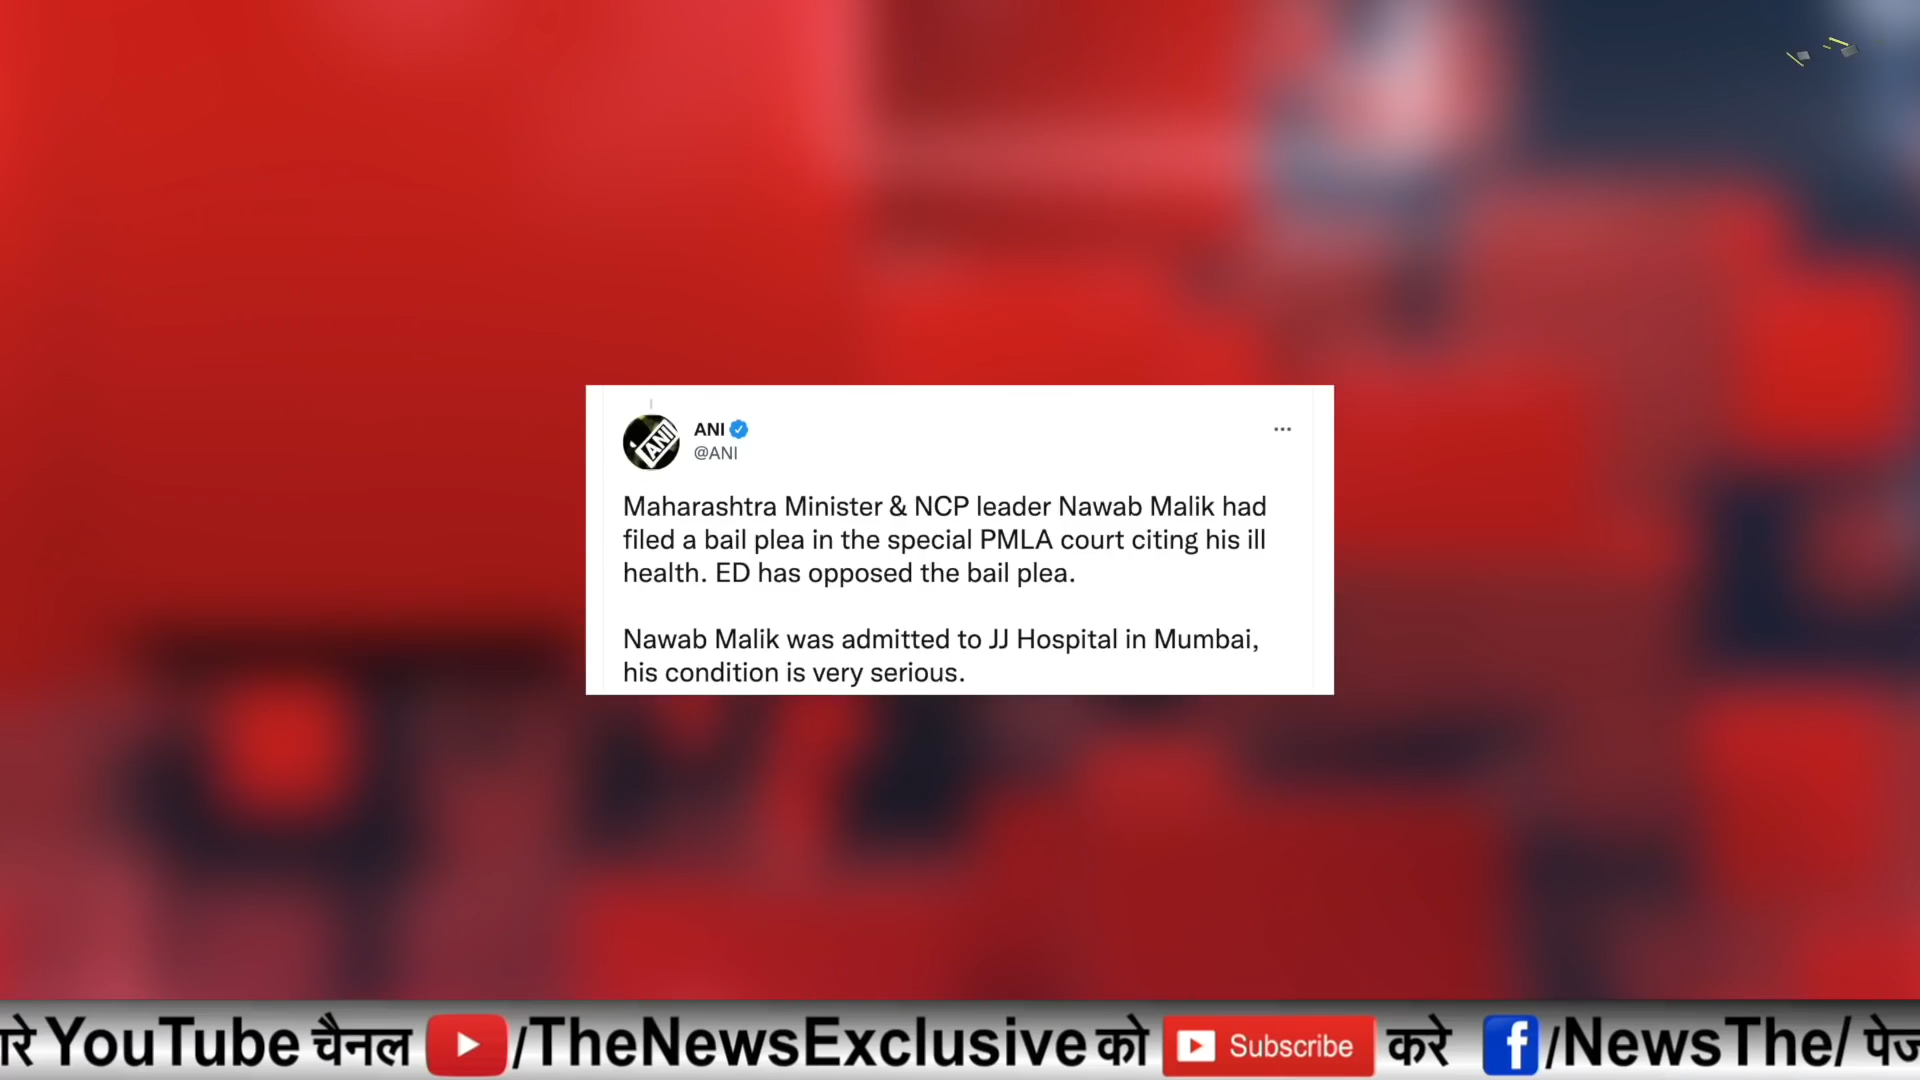 ANI
@ANI
Maharashtra Minister & NCP leader Nawab Malik had
filed a bail plea in the special PMLA court citing his ill
health. ED has opposed the bail plea.
Nawab Malik was admitted to JJ Hospital in Mumbai,
his condition is very serious.
YouTube चैनल /TheNewsExclusive को Subscribe करे /NewsThe/